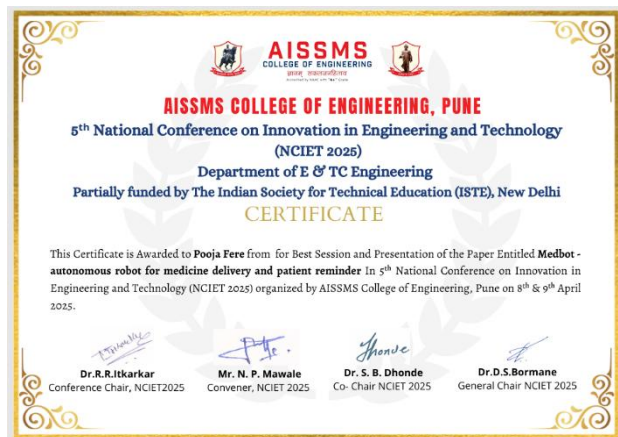 AISSMS
COLLEGE OF ENGINEERING
AISSMS COLLEGE OF ENGINEERING, PUNE
5th National Conference on Innovation in Engineering and Technology
(NCIET 2025)
Department of E & TC Engineering
Partially funded by The Indian Society for Technical Education (ISTE), New Delhi
CERTIFICATE
This Certificate is Awarded to Pooja Fere from for Best Session and Presentation of the Paper Entitled Medbot -
autonomous robot for medicine delivery and patient reminder In 5th National Conference on Innovation in
Engineering and Technology (NCIET 2025) organized by AISSMS College of Engineering, Pune on 8th & 9th April
2025.
Dhonde
Dr.R.R.Itkarkar
Mr. N. P. Mawale
Dr. S. B. Dhonde
Dr.D.S.Bormane
Conference Chair, NCIET2025
Convener, NCIET 2025
Co- Chair NCIET 2025
General Chair NCIET 2025